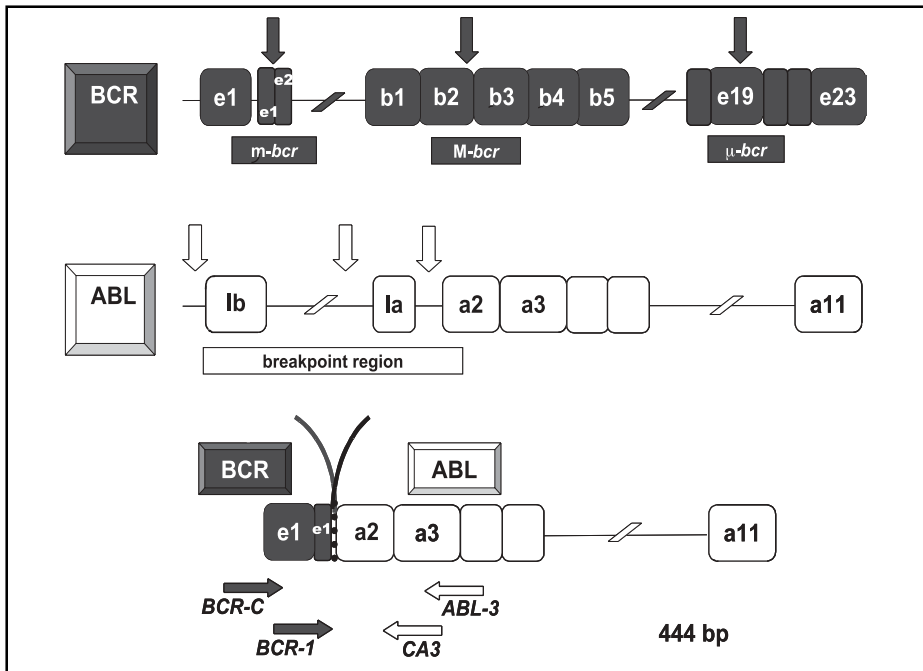 BCR
e1
e1
e2
b1 b2 b3 b4 b5
e19
e23
m-bcr
M-bcr
μ-bcr
ABL
Ib
Ia
a2
a3
a11
breakpoint region
BCR
ABL
e1
e1
a2
a3
a11
BCR-C
ABL-3
BCR-1
CA3
444 bp